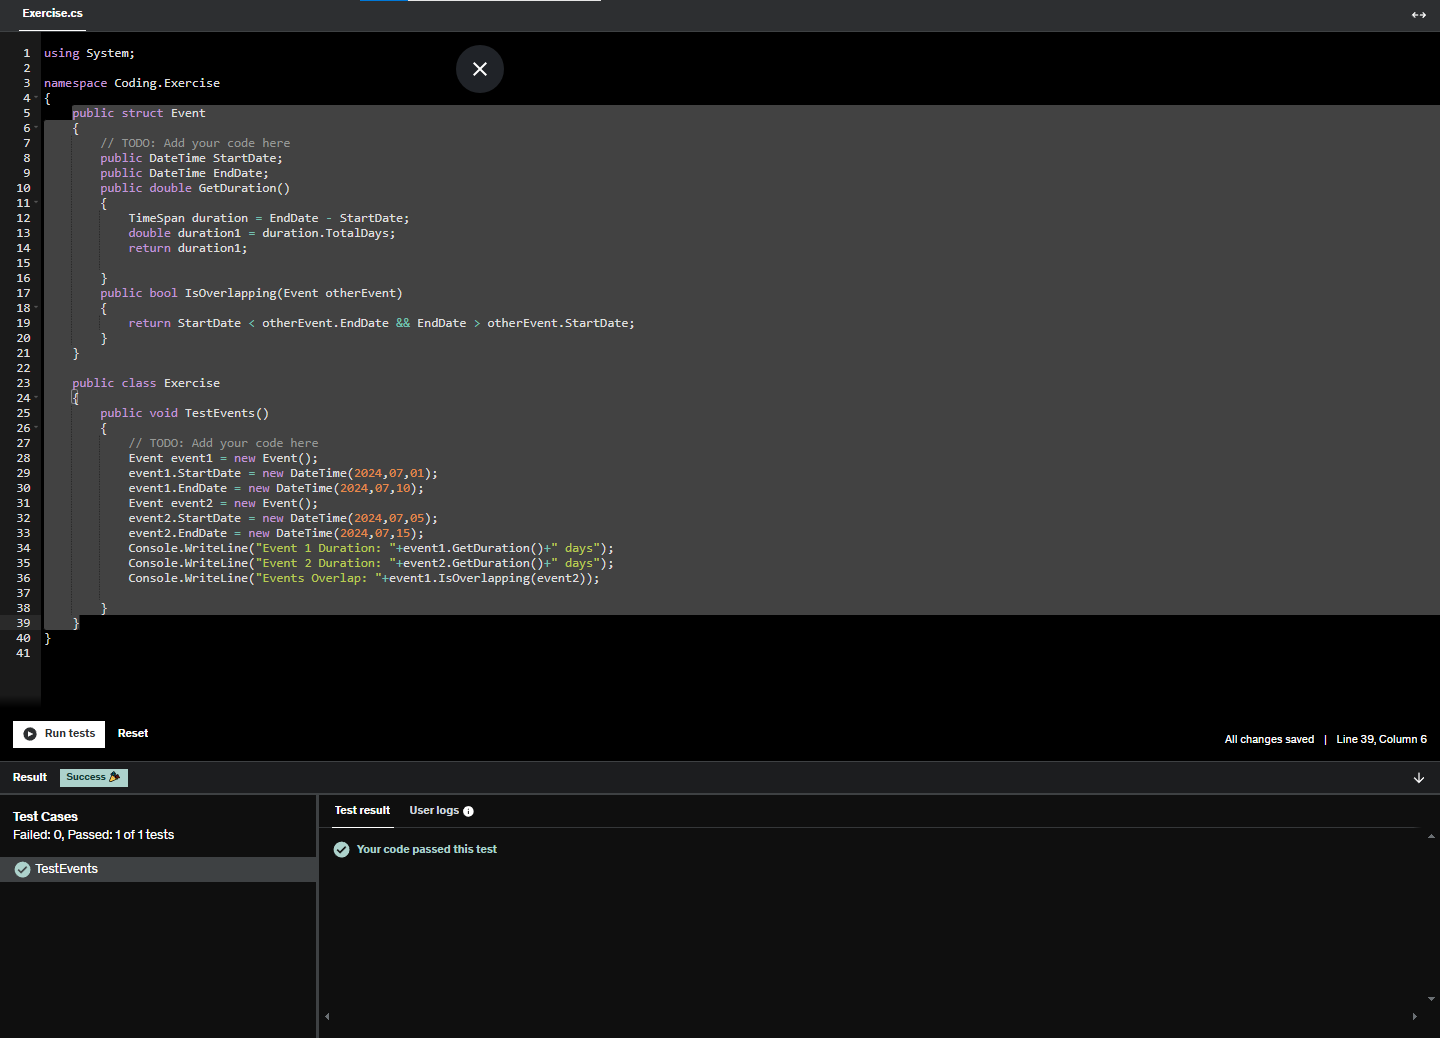 Exercise.cs
1 using System;
2
3 namespace Coding.Exercise
4 {
5 public struct Event
6 {
7 // TODO: Add your code here
8 public DateTime StartDate;
9 public DateTime EndDate;
10 public double GetDuration()
11 {
12 TimeSpan duration = EndDate - StartDate;
13 double duration1 = duration.TotalDays;
14 return duration1;
15
16 }
17 public bool IsOverlapping(Event otherEvent)
18 {
19 return StartDate < otherEvent.EndDate && EndDate > otherEvent.StartDate;
20 }
21 }
22
23 public class Exercise
24 {
25 public void TestEvents()
26 {
27 // TODO: Add your code here
28 Event event1 = new Event();
29 event1.StartDate = new DateTime(2024,07,01);
30 event1.EndDate = new DateTime(2024,07,10);
31 Event event2 = new Event();
32 event2.StartDate = new DateTime(2024,07,05);
33 event2.EndDate = new DateTime(2024,07,15);
34 Console.WriteLine("Event 1 Duration: "+event1.GetDuration()+" days");
35 Console.WriteLine("Event 2 Duration: "+event2.GetDuration()+" days");
36 Console.WriteLine("Events Overlap: "+event1.IsOverlapping(event2));
37
38 }
39 }
40 }
41
Run tests Reset
All changes saved | Line 39, Column 6
Result Success
Test Cases
Failed: 0, Passed: 1 of 1 tests
TestEvents
Test result User logs
Your code passed this test